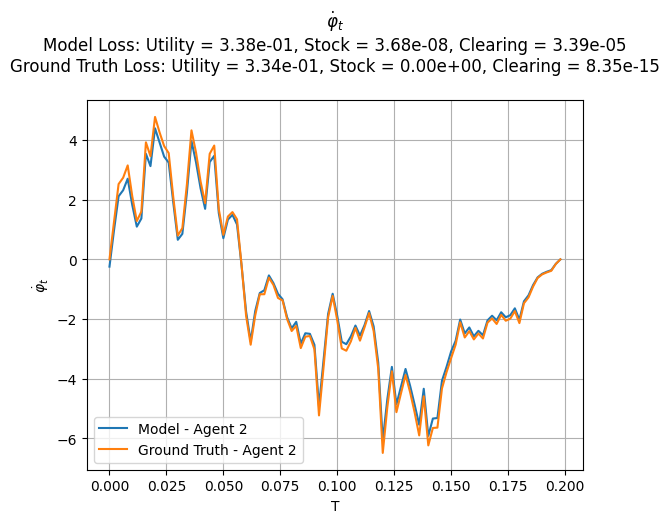 φ̇ₜ
Model Loss: Utility = 3.38e-01, Stock = 3.68e-08, Clearing = 3.39e-05
Ground Truth Loss: Utility = 3.34e-01, Stock = 0.00e+00, Clearing = 8.35e-15
φ̇ₜ
4
2
0
−2
−4
−6
Model - Agent 2
Ground Truth - Agent 2
0.000 0.025 0.050 0.075 0.100 0.125 0.150 0.175 0.200
T